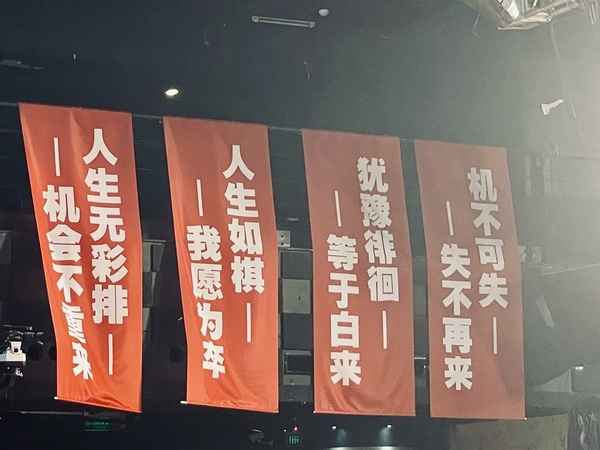 人生无彩排—
—机会不重来
人生如棋—
—我愿为卒
犹豫徘徊—
—等于白来
机不可失—
—失不再来